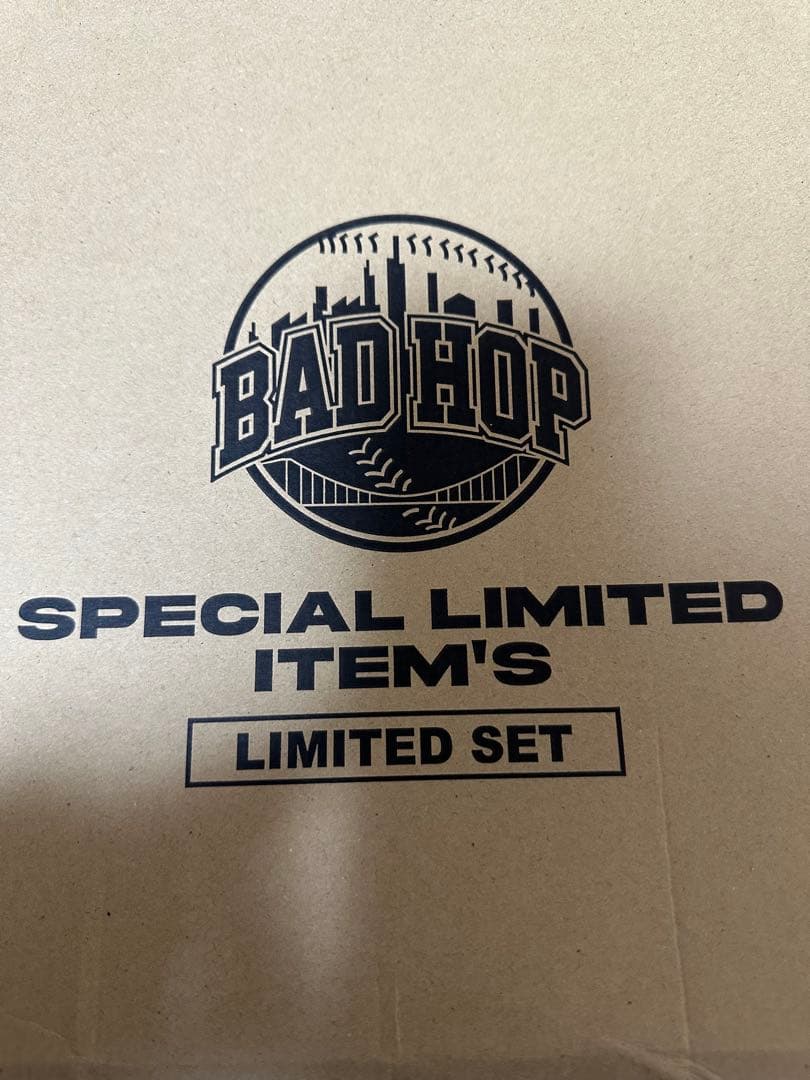 BAD HOP
SPECIAL LIMITED
ITEM'S
LIMITED SET